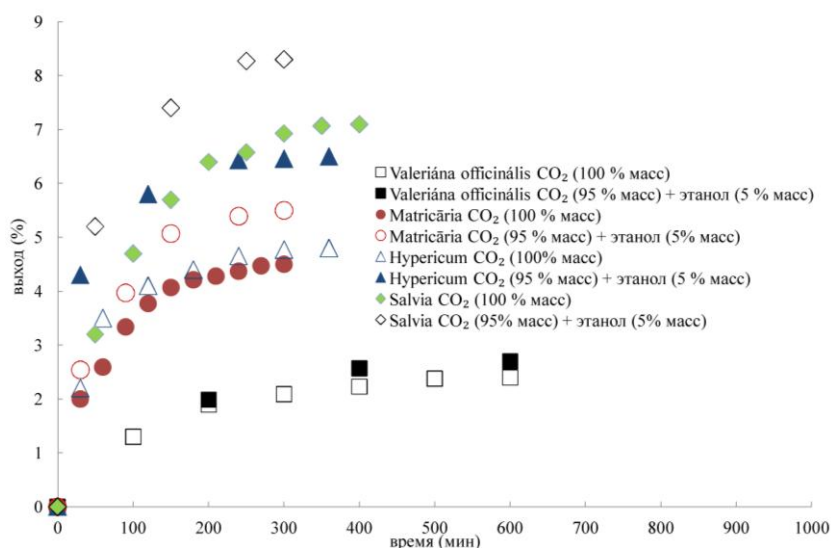 9
8
7
6
5
4
3
2
1
0
выход (%)
Valeriána officinális CO₂ (100 % масс)
Valeriána officinális CO₂ (95 % масс) + этанол (5 % масс)
Matricāria CO₂ (100 % масс)
Matricāria CO₂ (95 % масс) + этанол (5% масс)
Hypericum CO₂ (100% масс)
Hypericum CO₂ (95 % масс) + этанол (5 % масс)
Salvia CO₂ (100 % масс)
Salvia CO₂ (95% масс) + этанол (5% масс)
0 100 200 300 400 500 600 700 800 900 1000
время (мин)